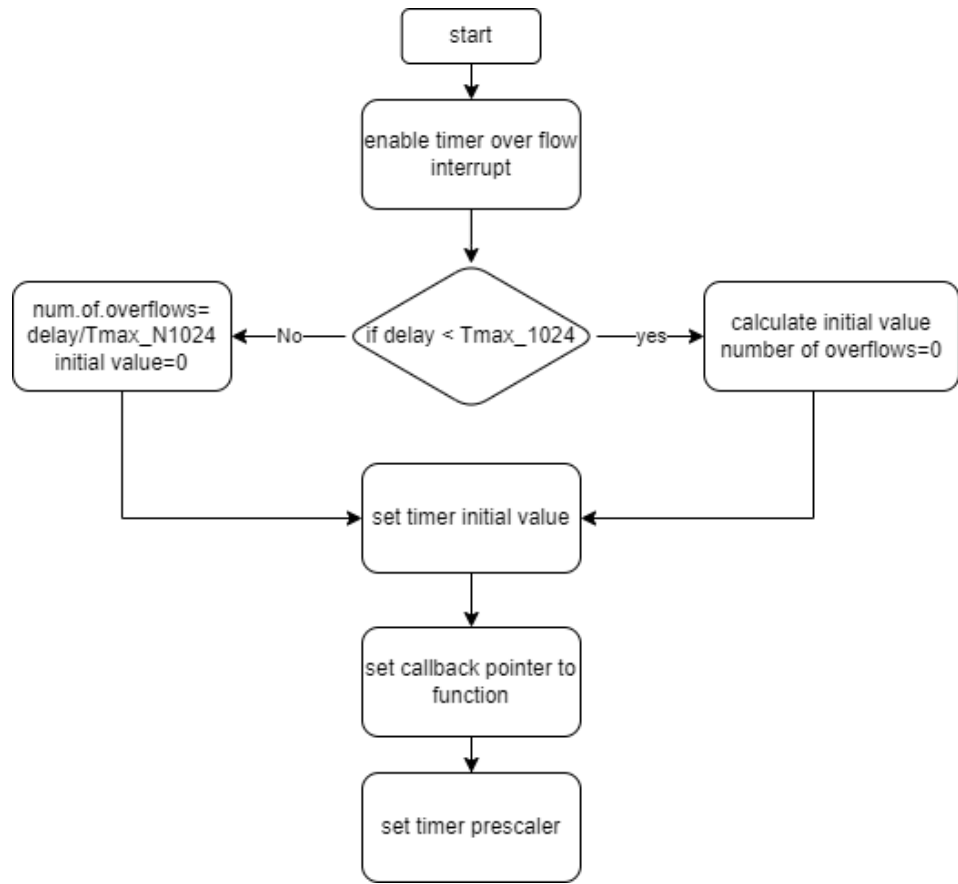 start
enable timer over flow
interrupt
num.of.overflows=
delay/Tmax_N1024
initial value=0
No
if delay < Tmax_1024
yes
calculate initial value
number of overflows=0
set timer initial value
set callback pointer to
function
set timer prescaler